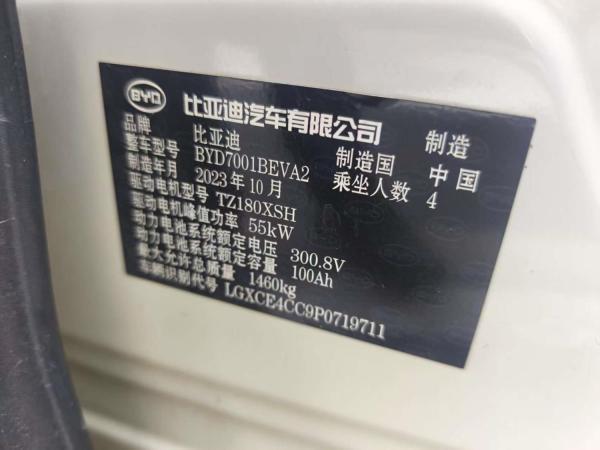 BYD 比亚迪汽车有限公司 制造
品牌 比亚迪 制造国 中国
整车型号 BYD7001BEVA2 乘坐人数 4
制造年月 2023年10月
驱动电机型号 TZ180XSH
驱动电机峰值功率 55kW
动力电池系统额定电压 300.8V
动力电池系统额定容量 100Ah
最大允许总质量 1460kg
车辆识别代号 LGXCE4CC9P0719711